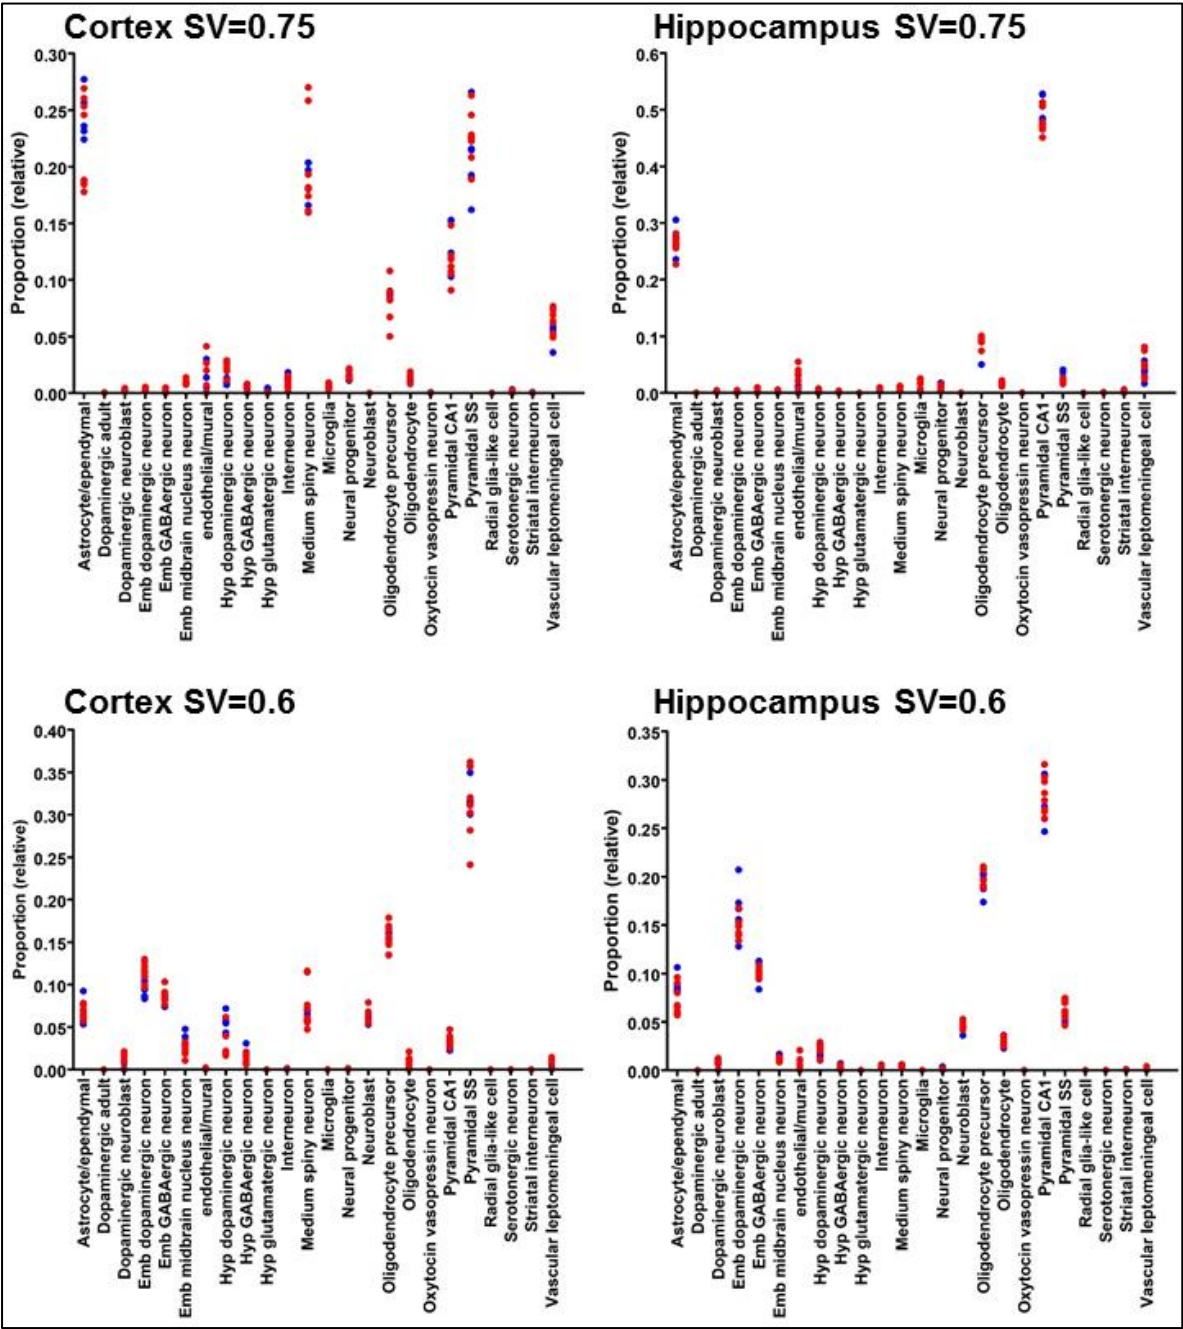 Cortex SV=0.75
Proportion (relative)
0.30
0.25
0.20
0.15
0.10
0.05
0.00
Astrocyte/ependymal
Dopaminergic adult
Dopaminergic neuroblast
Emb dopaminergic neuron
Emb GABAergic neuron
Emb midbrain nucleus neuron
endothelial/mural
Hyp dopaminergic neuron
Hyp GABAergic neuron
Hyp glutamatergic neuron
Interneuron
Medium spiny neuron
Microglia
Neural progenitor
Neuroblast
Oligodendrocyte precursor
Oligodendrocyte
Oxytocin vasopressin neuron
Pyramidal CA1
Pyramidal SS
Radial glia-like cell
Serotonergic neuron
Striatal interneuron
Vascular leptomeningeal cell
Hippocampus SV=0.75
Proportion (relative)
0.6
0.5
0.4
0.3
0.2
0.1
0.0
Astrocyte/ependymal
Dopaminergic adult
Dopaminergic neuroblast
Emb dopaminergic neuron
Emb GABAergic neuron
Emb midbrain nucleus neuron
endothelial/mural
Hyp dopaminergic neuron
Hyp GABAergic neuron
Hyp glutamatergic neuron
Interneuron
Medium spiny neuron
Microglia
Neural progenitor
Neuroblast
Oligodendrocyte precursor
Oligodendrocyte
Oxytocin vasopressin neuron
Pyramidal CA1
Pyramidal SS
Radial glia-like cell
Serotonergic neuron
Striatal interneuron
Vascular leptomeningeal cell
Cortex SV=0.6
Proportion (relative)
0.40
0.35
0.30
0.25
0.20
0.15
0.10
0.05
0.00
Astrocyte/ependymal
Dopaminergic adult
Dopaminergic neuroblast
Emb dopaminergic neuron
Emb GABAergic neuron
Emb midbrain nucleus neuron
endothelial/mural
Hyp dopaminergic neuron
Hyp GABAergic neuron
Hyp glutamatergic neuron
Interneuron
Medium spiny neuron
Microglia
Neural progenitor
Neuroblast
Oligodendrocyte precursor
Oligodendrocyte
Oxytocin vasopressin neuron
Pyramidal CA1
Pyramidal SS
Radial glia-like cell
Serotonergic neuron
Striatal interneuron
Vascular leptomeningeal cell
Hippocampus SV=0.6
Proportion (relative)
0.35
0.30
0.25
0.20
0.15
0.10
0.05
0.00
Astrocyte/ependymal
Dopaminergic adult
Dopaminergic neuroblast
Emb dopaminergic neuron
Emb GABAergic neuron
Emb midbrain nucleus neuron
endothelial/mural
Hyp dopaminergic neuron
Hyp GABAergic neuron
Hyp glutamatergic neuron
Interneuron
Medium spiny neuron
Microglia
Neural progenitor
Neuroblast
Oligodendrocyte precursor
Oligodendrocyte
Oxytocin vasopressin neuron
Pyramidal CA1
Pyramidal SS
Radial glia-like cell
Serotonergic neuron
Striatal interneuron
Vascular leptomeningeal cell